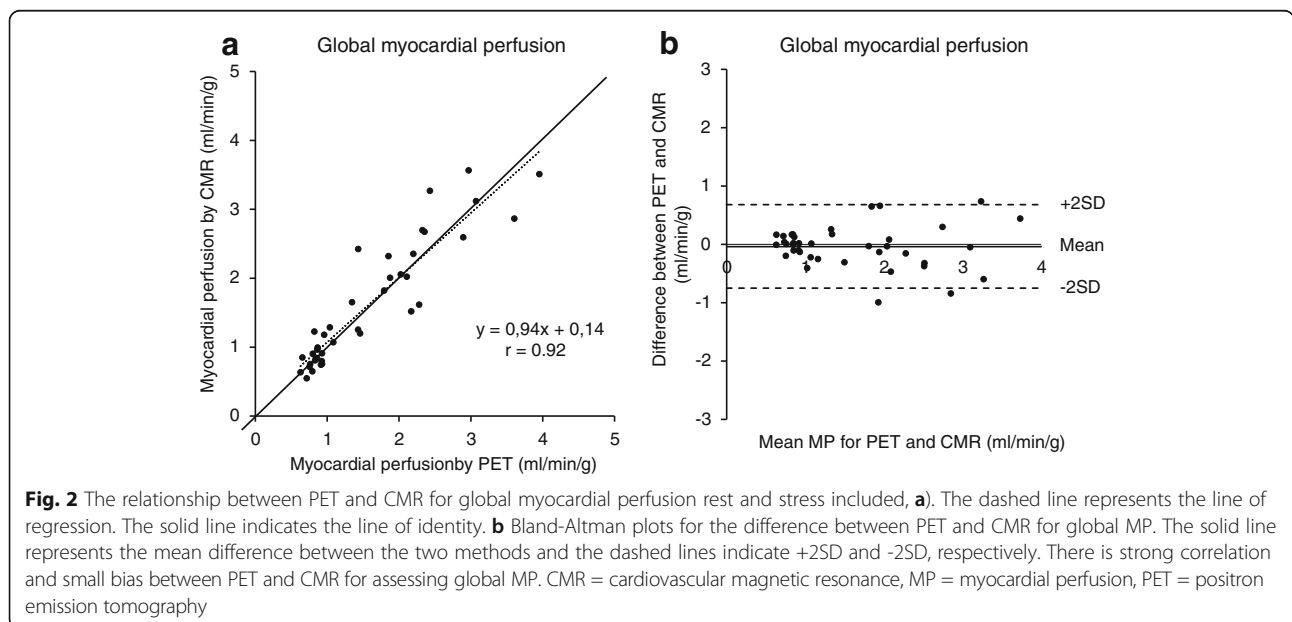 a
Global myocardial perfusion
5
4
3
2
1
0
0
1
2
3
4
5
Myocardial perfusion by CMR (ml/min/g)
y = 0,94x + 0,14
r = 0.92
Myocardial perfusionby PET (ml/min/g)
b
Global myocardial perfusion
3
2
1
0
-1
-2
-3
0
1
2
3
4
Difference between PET and CMR
(ml/min/g)
+2SD
Mean
-2SD
Mean MP for PET and CMR (ml/min/g)
Fig. 2 The relationship between PET and CMR for global myocardial perfusion rest and stress included, a). The dashed line represents the line of
regression. The solid line indicates the line of identity. b Bland-Altman plots for the difference between PET and CMR for global MP. The solid line
represents the mean difference between the two methods and the dashed lines indicate +2SD and -2SD, respectively. There is strong correlation
and small bias between PET and CMR for assessing global MP. CMR = cardiovascular magnetic resonance, MP = myocardial perfusion, PET = positron
emission tomography